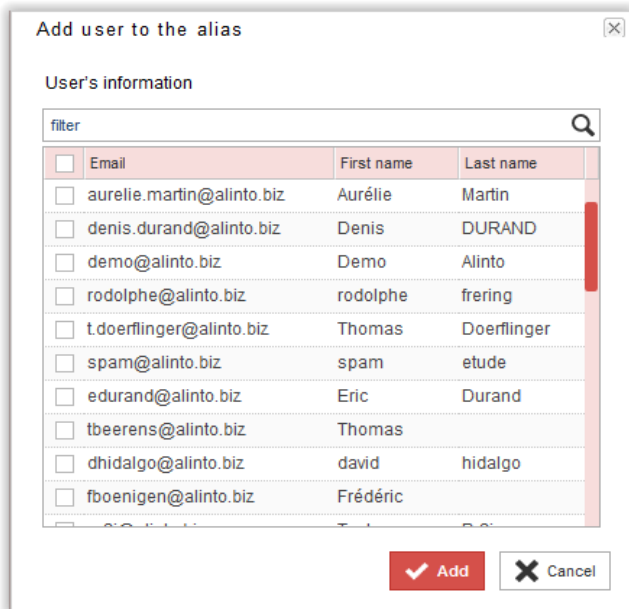 Add user to the alias
User's information
filter
Email First name Last name
aurelie.martin@alinto.biz Aurélie Martin
denis.durand@alinto.biz Denis DURAND
demo@alinto.biz Demo Alinto
rodolphe@alinto.biz rodolphe frering
t.doerflinger@alinto.biz Thomas Doerflinger
spam@alinto.biz spam etude
edurand@alinto.biz Eric Durand
tbeerens@alinto.biz Thomas
dhidalgo@alinto.biz david hidalgo
fboenigen@alinto.biz Frédéric
Add Cancel